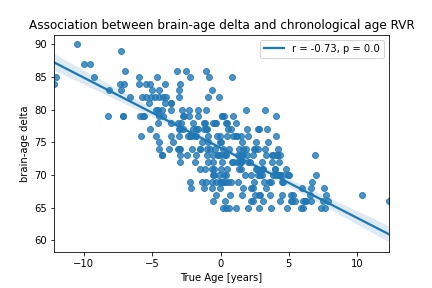 Association between brain-age delta and chronological age RVR
r = -0.73, p = 0.0
brain-age delta
90
85
80
75
70
65
60
−10 −5 0 5 10
True Age [years]